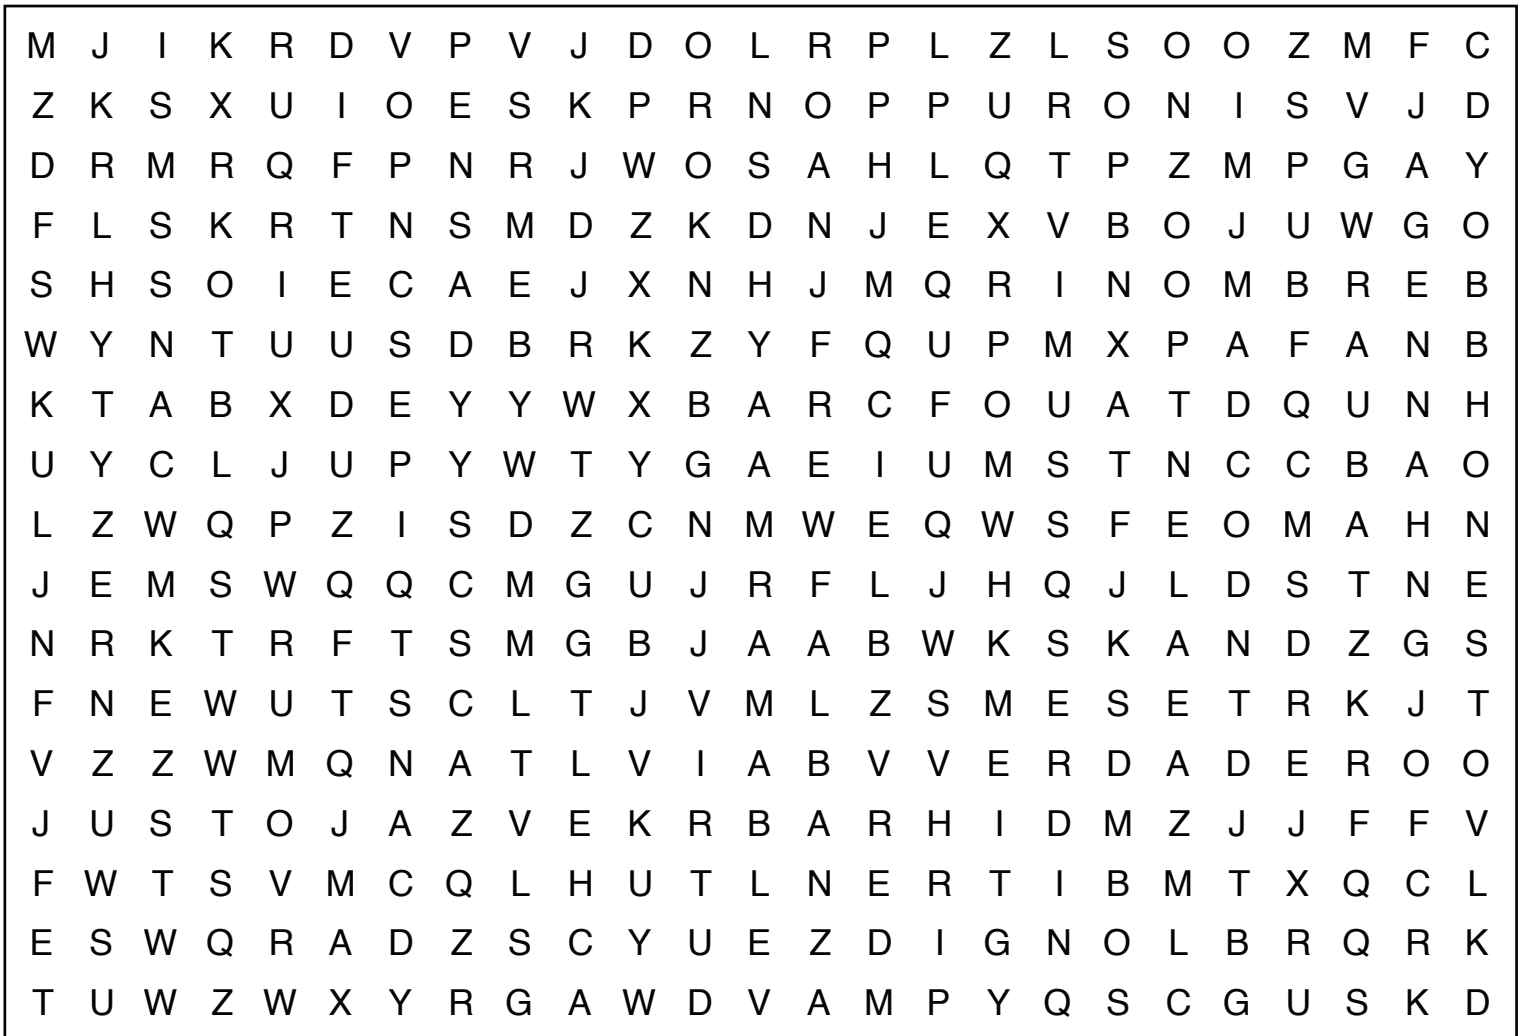 M J I K R D V P V J D O L R P L Z L S O O Z M F C
Z K S X U I O E S K P R N O P P U R O N I S V J D
D R M R Q F P N R J W O S A H L Q T P Z M P G A Y
F L S K R T N S M D Z K D N J E X V B O J U W G O
S H S O I E C A E J X N H J M Q R I N O M B R E B
W Y N T U U S D B R K Z Y F Q U P M X P A F A N B
K T A B X D E Y Y W X B A R C F O U A T D Q U N H
U Y C L J U P Y W T Y G A E I U M S T N C C B A O
L Z W Q P Z I S D Z C N M W E Q W S F E O M A H N
J E M S W Q Q C M G U J R F L J H Q J L D S T N E
N R K T R F T S M G B J A A B W K S K A N D Z G S
F N E W U T S C L T J V M L Z S M E S E T R K J T
V Z Z W M Q N A T L V I A B V V E R D A D E R O O
J U S T O J A Z V E K R B A R H I D M Z J J F F V
F W T S V M C Q L H U T L N E R T I B M T X Q C L
E S W Q R A D Z S C Y U E Z D I G N O L B R Q R K
T U W Z W X Y R G A W D V A M P Y Q S C G U S K D